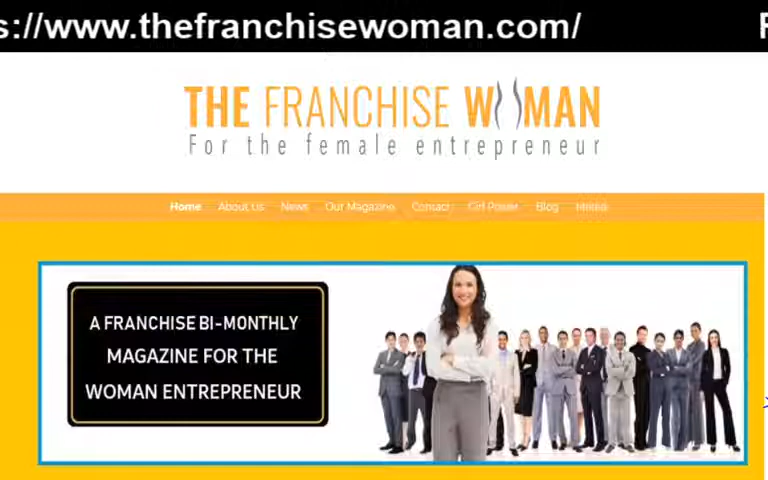 s://www.thefranchisewoman.com/
THE FRANCHISE WOMAN
For the female entrepreneur
Home About Us News Our Magazine Contact Girl Power Blog
A FRANCHISE BI-MONTHLY
MAGAZINE FOR THE
WOMAN ENTREPRENEUR